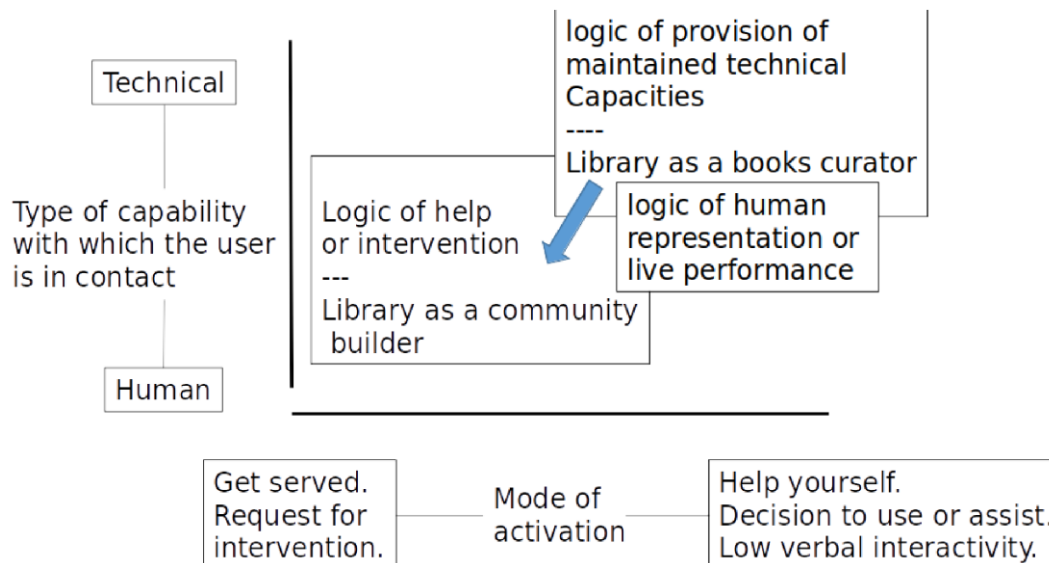 Technical
Type of capability
with which the user
is in contact
Human
logic of provision of
maintained technical
Capacities
----
Library as a books curator
Logic of help
or intervention
---
Library as a community
builder
logic of human
representation or
live performance
Get served.
Request for
intervention.
Mode of
activation
Help yourself.
Decision to use or assist.
Low verbal interactivity.